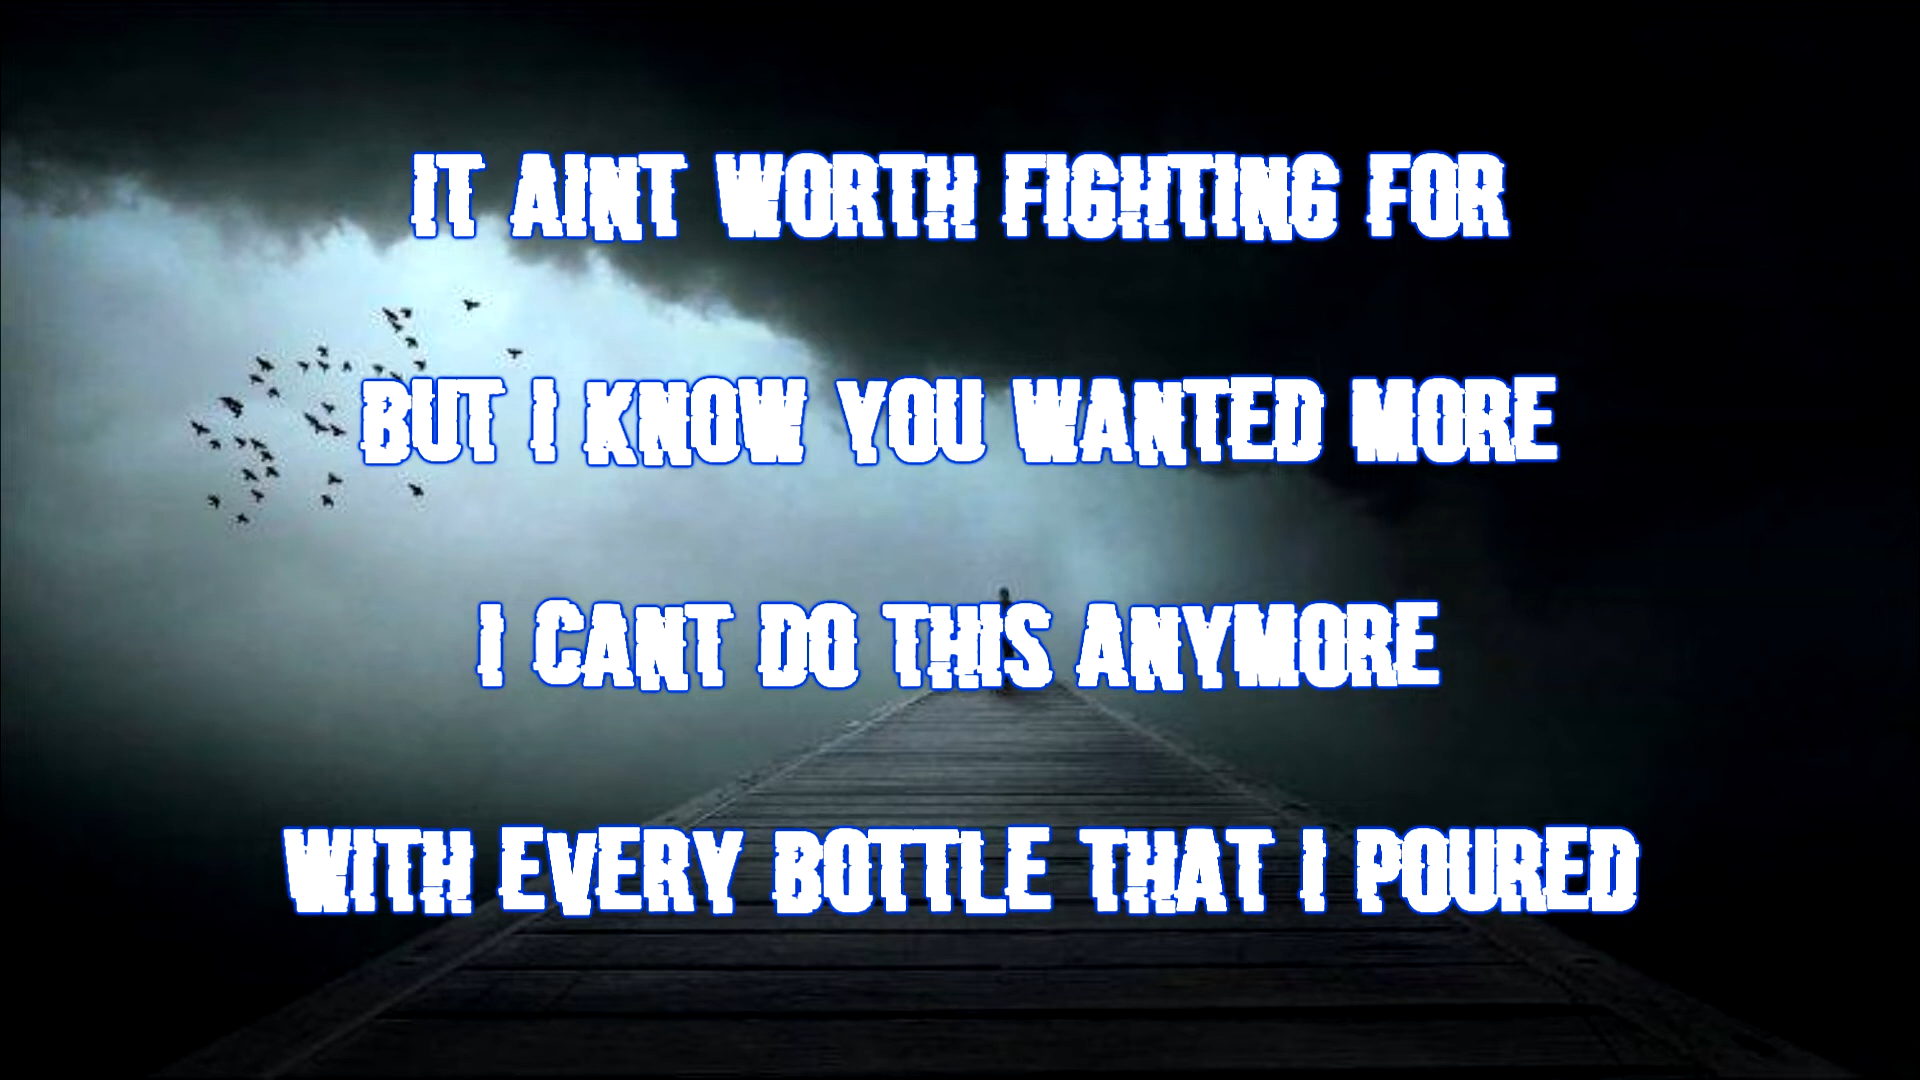 IT AINT WORTH FIGHTING FOR
BUT I KNOW YOU WANTED MORE
I CANT DO THIS ANYMORE
WITH EVERY BOTTLE THAT I POURED